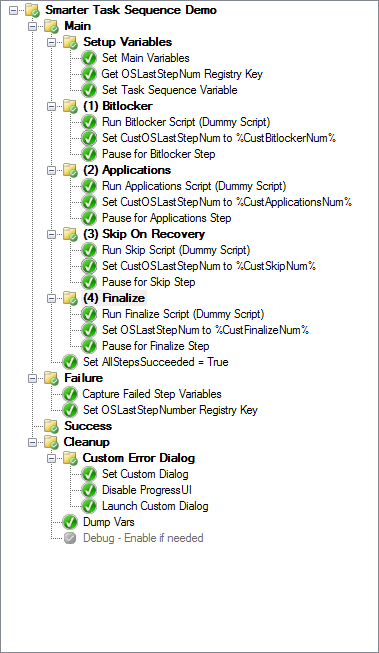 Smarter Task Sequence Demo
Main
Setup Variables
Set Main Variables
Get OSLastStepNum Registry Key
Set Task Sequence Variable
(1) Bitlocker
Run Bitlocker Script (Dummy Script)
Set CustOSLastStepNum to %CustBitlockerNum%
Pause for Bitlocker Step
(2) Applications
Run Applications Script (Dummy Script)
Set CustOSLastStepNum to %CustApplicationsNum%
Pause for Applications Step
(3) Skip On Recovery
Run Skip Script (Dummy Script)
Set CustOSLastStepNum to %CustSkipNum%
Pause for Skip Step
(4) Finalize
Run Finalize Script (Dummy Script)
Set OSLastStepNum to %CustFinalizeNum%
Pause for Finalize Step
Set AllStepsSucceeded = True
Failure
Capture Failed Step Variables
Set OSLastStepNumber Registry Key
Success
Cleanup
Custom Error Dialog
Set Custom Dialog
Disable ProgressUI
Launch Custom Dialog
Dump Vars
Debug - Enable if needed